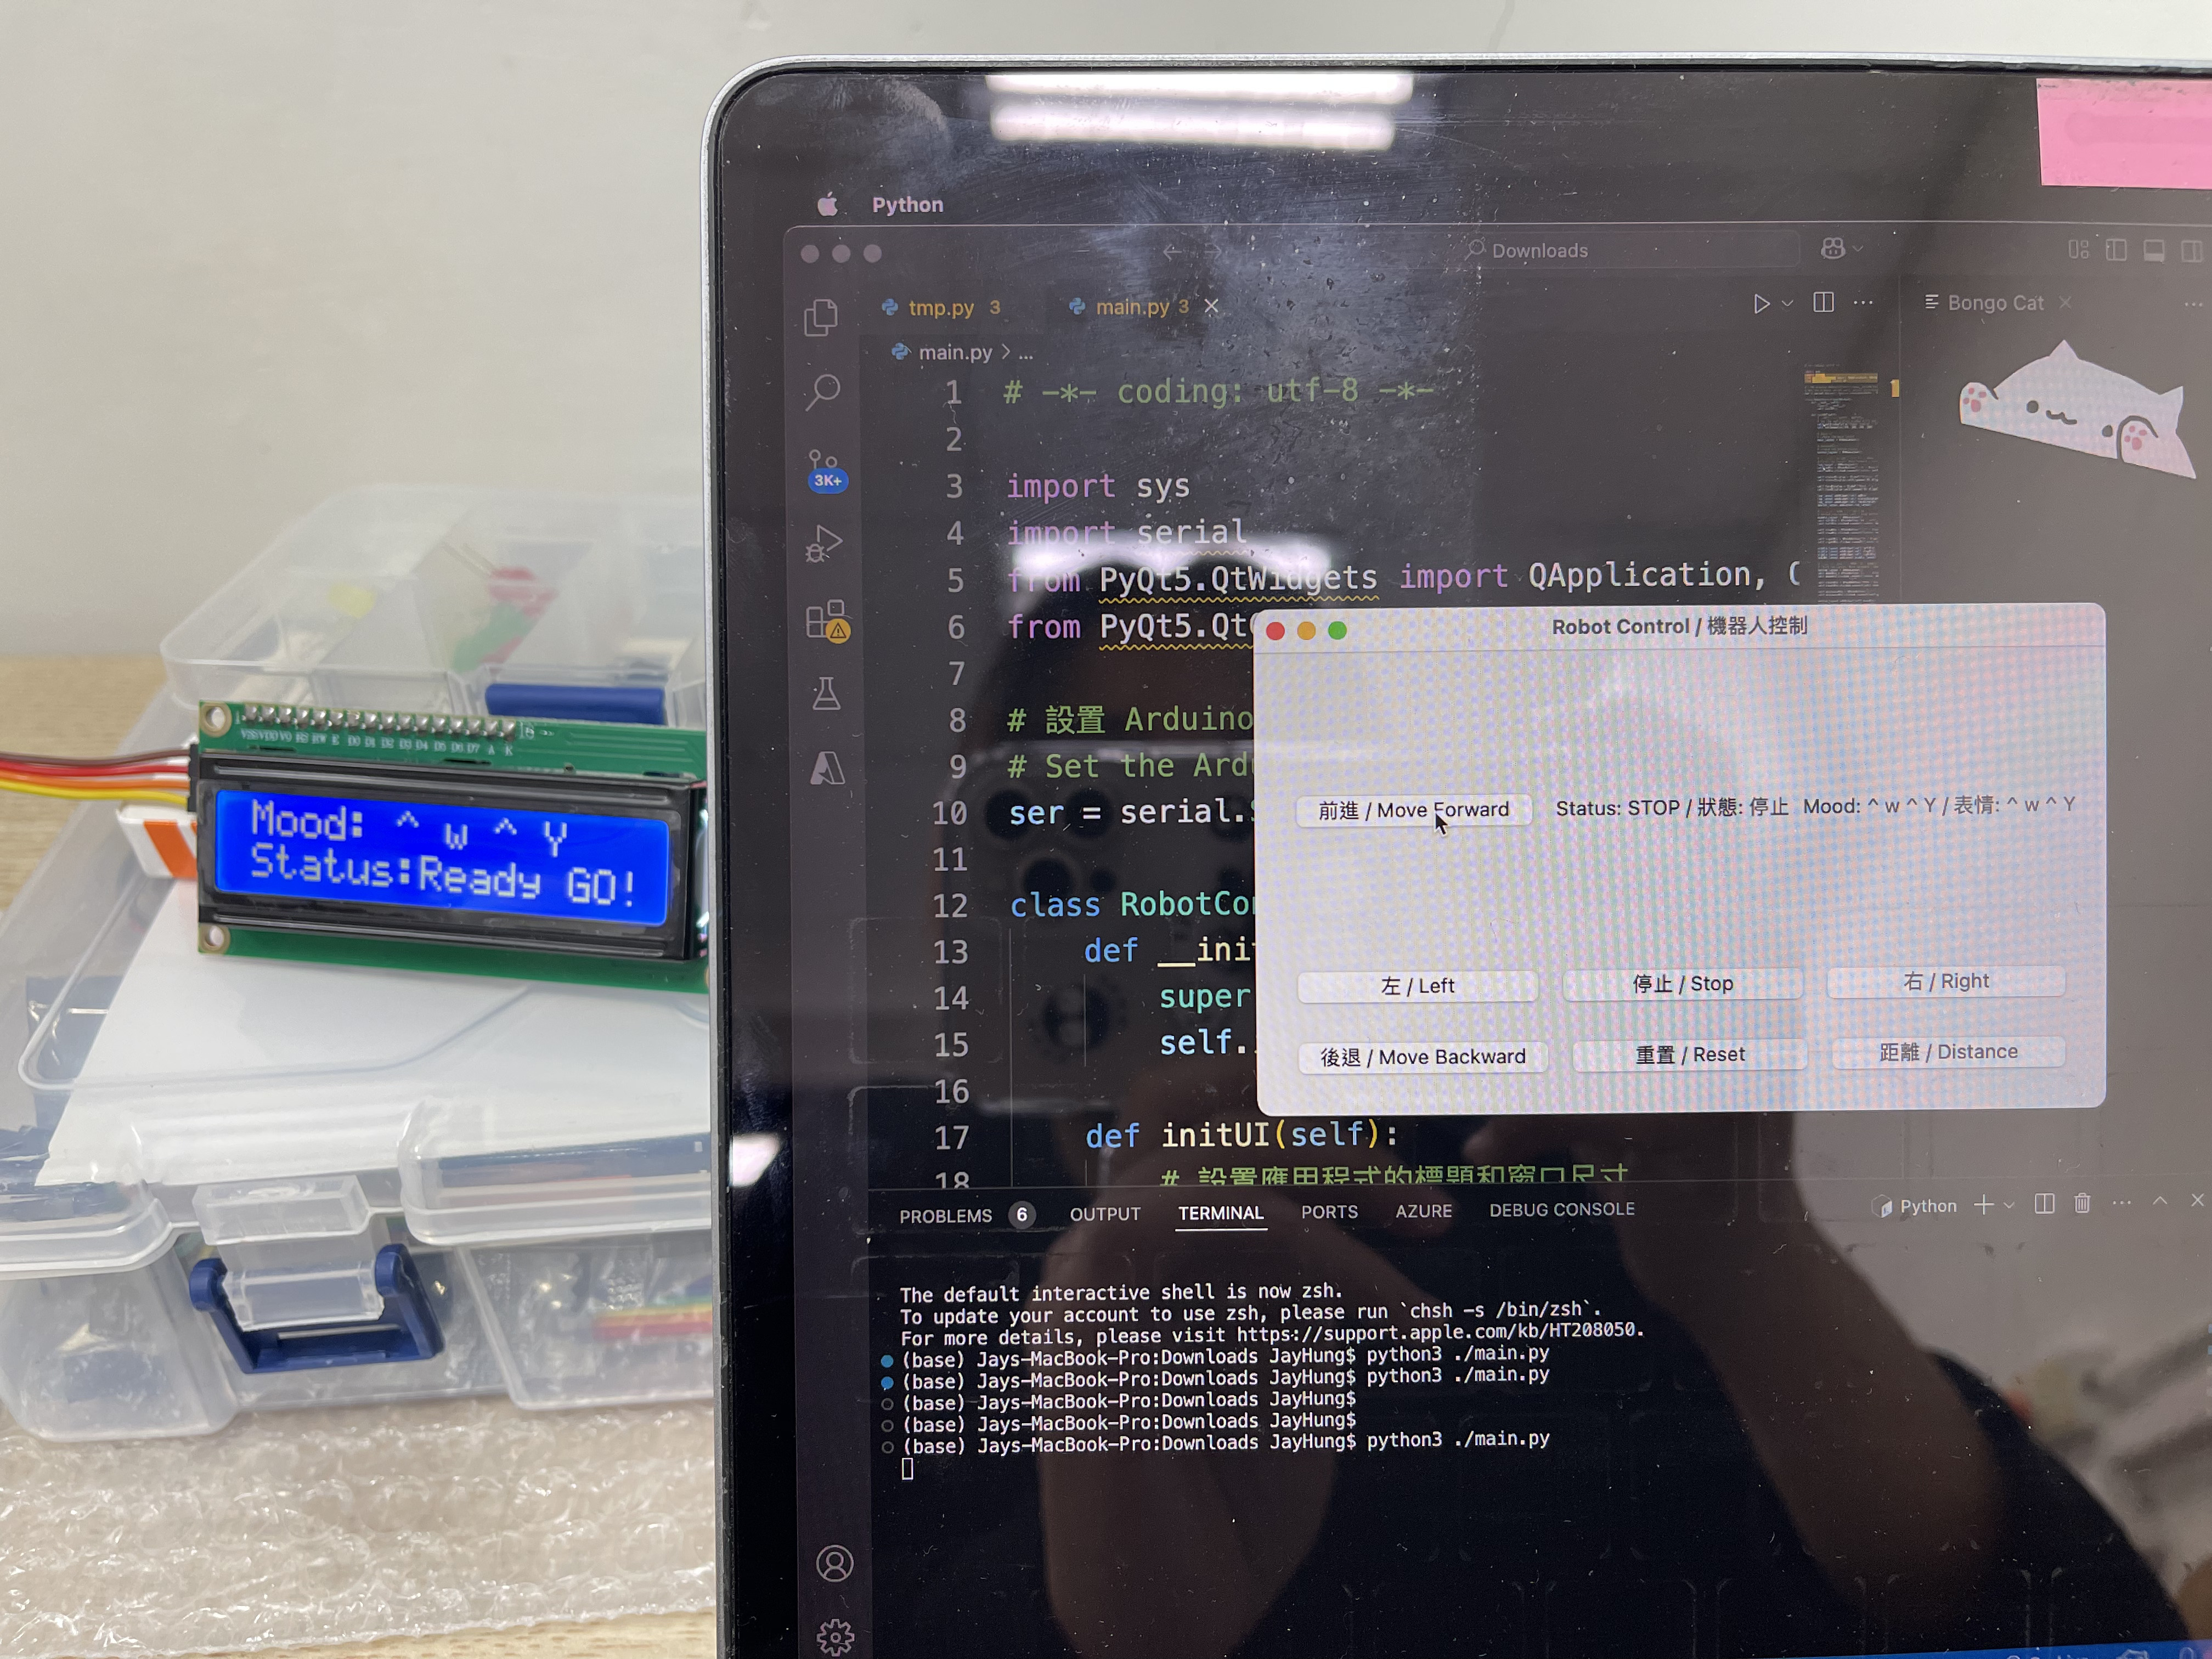 Mood: ^ w ^ Y
Status:Ready GO!
Python
Downloads
tmp.py 3
main.py 3
Bongo Cat
main.py > ...
3K+
1 # -*- coding: utf-8 -*-
2
3 import sys
4 import serial
5 from PyQt5.QtWidgets import QApplication,
6 from PyQt5.Qt
7
8 # 設置 Arduino
9 # Set the Ard
10 ser = serial.
11
12 class RobotCo
13 def __ini
14 super
15 self.
16
17 def initUI(self):
18 # 設置應用程式的標題和窗口尺寸
Robot Control / 機器人控制
前進 / Move Forward
Status: STOP / 狀態: 停止
Mood: ^ w ^ Y / 表情: ^ w ^ Y
左 / Left
停止 / Stop
右 / Right
後退 / Move Backward
重置 / Reset
距離 / Distance
PROBLEMS 6 OUTPUT TERMINAL PORTS AZURE DEBUG CONSOLE
Python
The default interactive shell is now zsh.
To update your account to use zsh, please run `chsh -s /bin/zsh`.
For more details, please visit https://support.apple.com/kb/HT208050.
(base) Jays-MacBook-Pro:Downloads JayHung$ python3 ./main.py
(base) Jays-MacBook-Pro:Downloads JayHung$ python3 ./main.py
(base) Jays-MacBook-Pro:Downloads JayHung$
(base) Jays-MacBook-Pro:Downloads JayHung$
(base) Jays-MacBook-Pro:Downloads JayHung$ python3 ./main.py